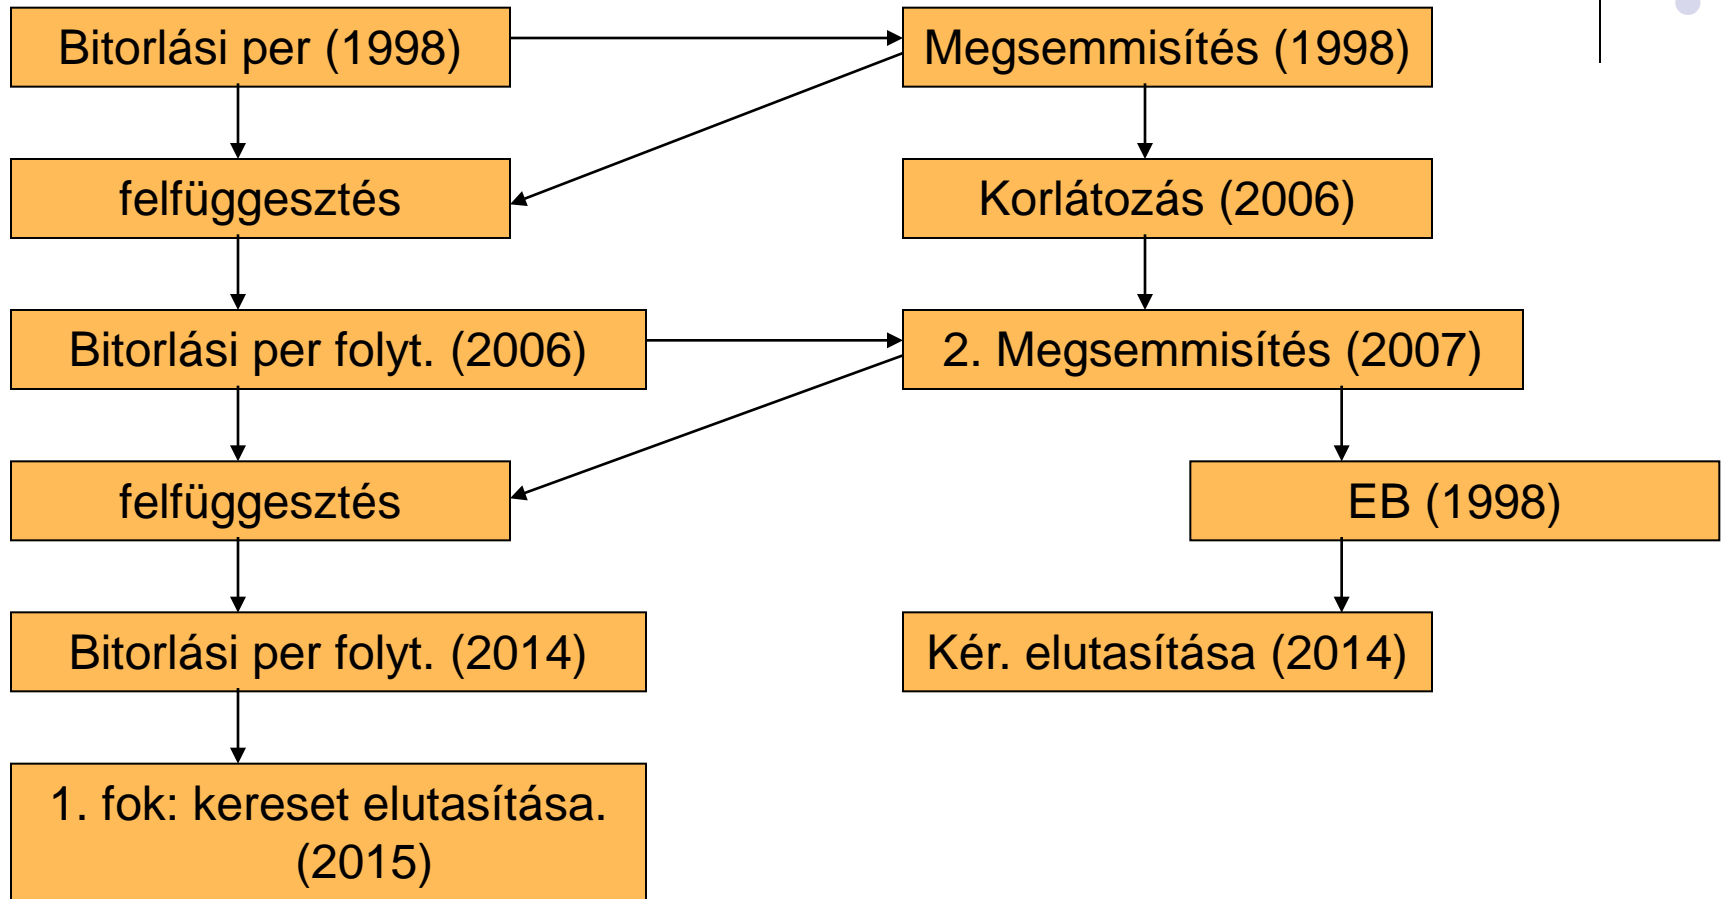 Bitorlási per (1998)
Megsemmisítés (1998)
felfüggesztés
Korlátozás (2006)
Bitorlási per folyt. (2006)
2. Megsemmisítés (2007)
felfüggesztés
EB (1998)
Bitorlási per folyt. (2014)
Kér. elutasítása (2014)
1. fok: kereset elutasítása.
(2015)